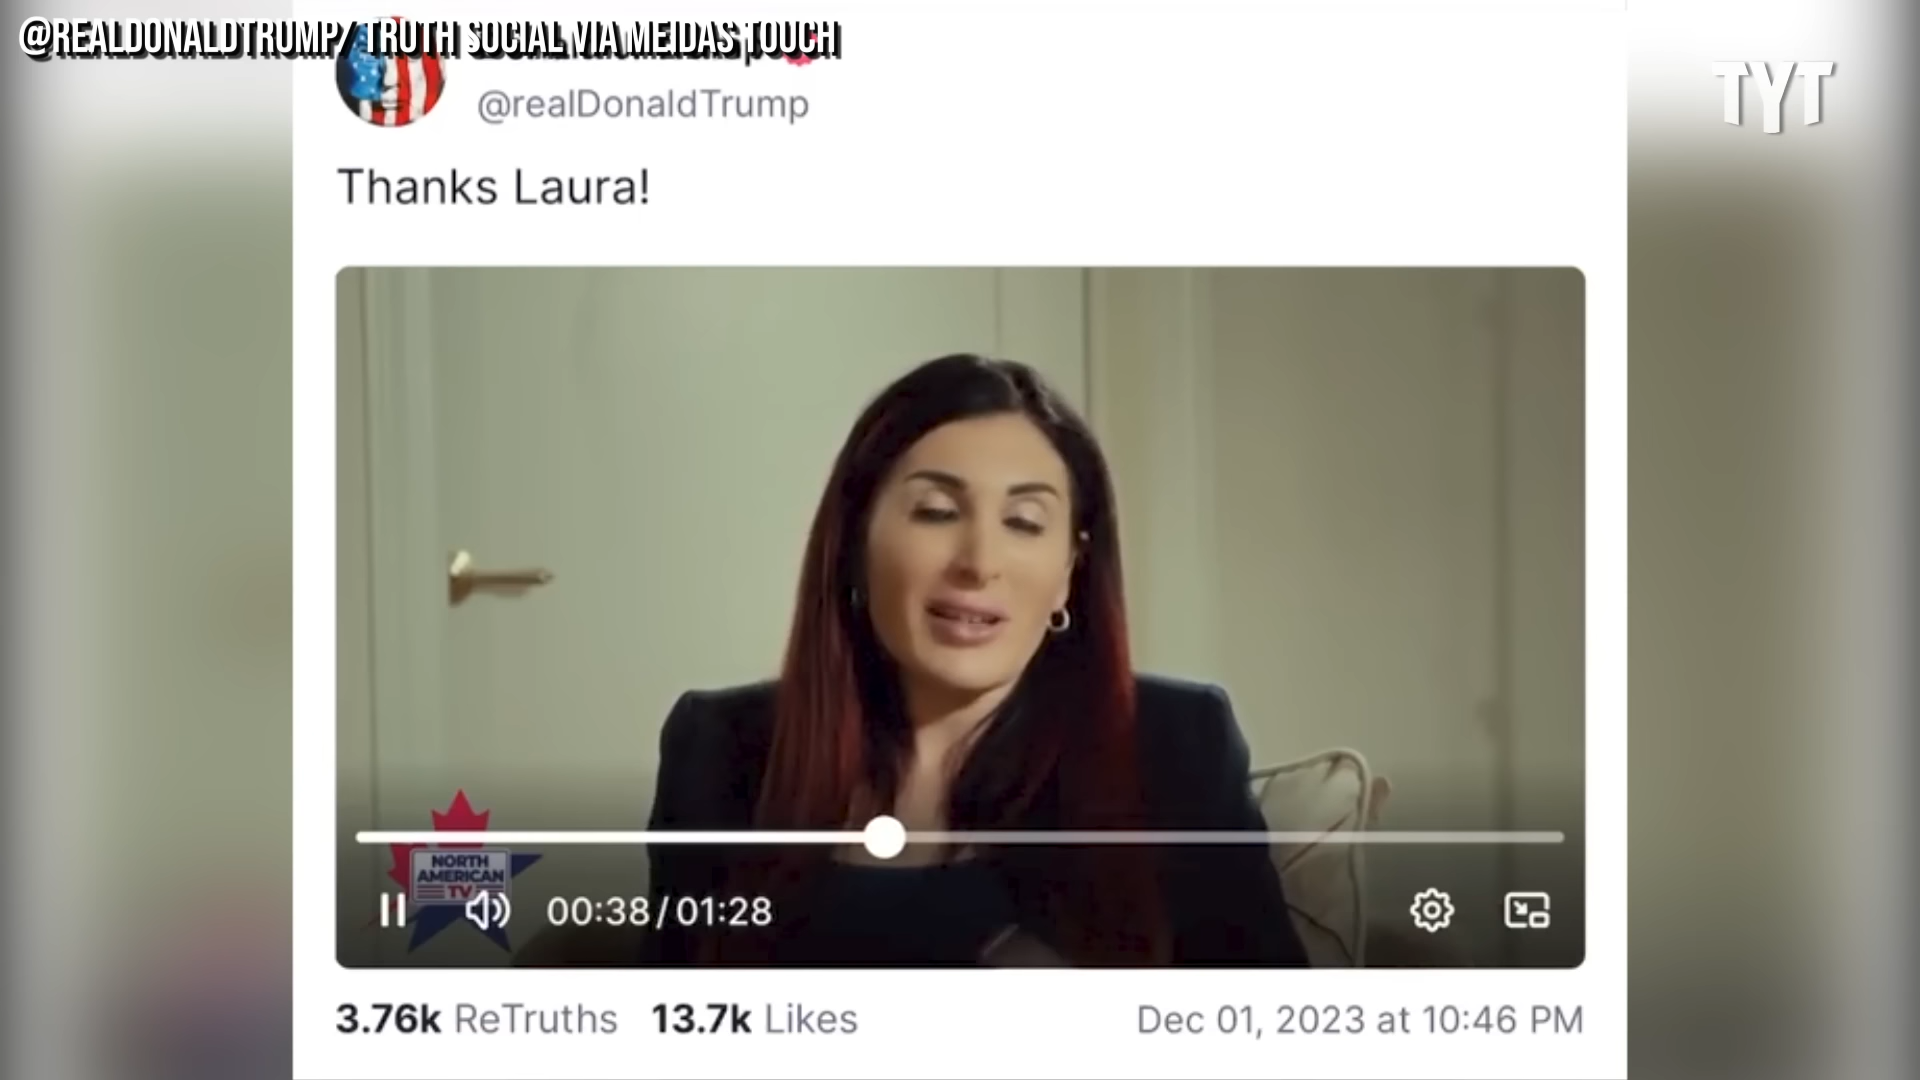 @REALDONALDTRUMP/ TRUTH SOCIAL VIA MEIDAS TOUCH
TYT
@realDonaldTrump
Thanks Laura!
NORTH
AMERICAN
TV
00:38/01:28
3.76k ReTruths 13.7k Likes
Dec 01, 2023 at 10:46 PM